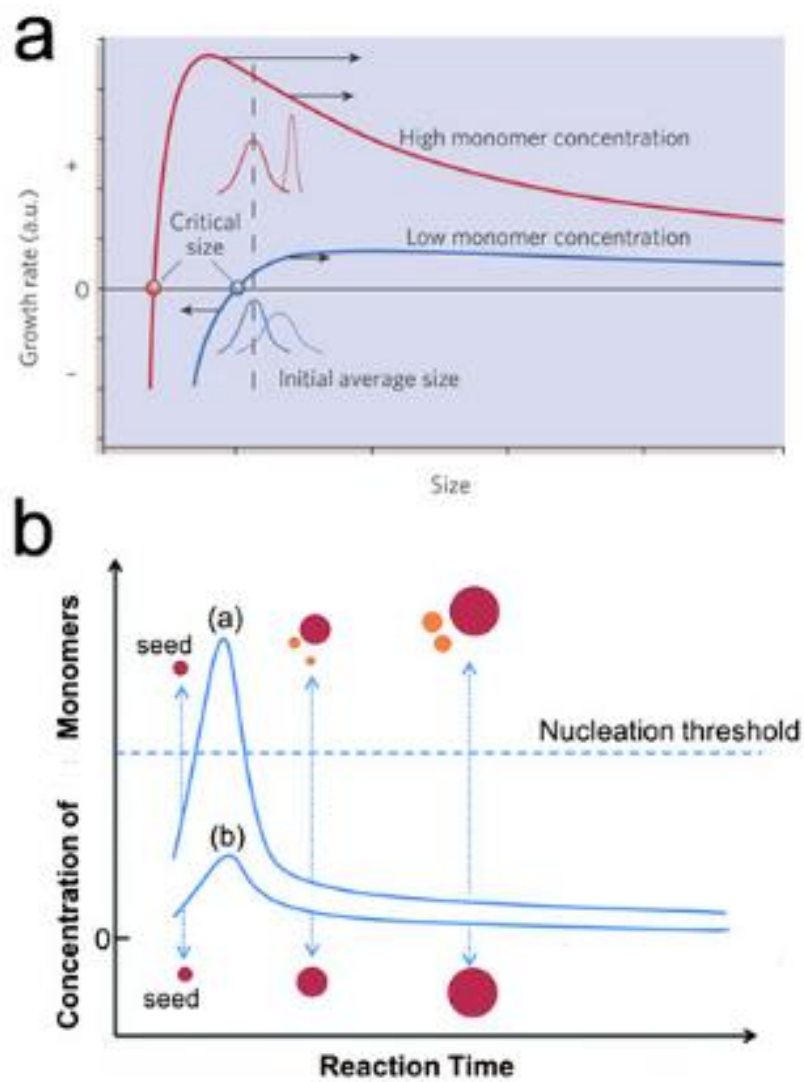 a
High monomer concentration
Critical
size
Low monomer concentration
+
0
-
Growth rate (a.u.)
Initial average size
Size
b
(a)
seed
Nucleation threshold
(b)
0
seed
Concentration of : Monomers
Reaction Time